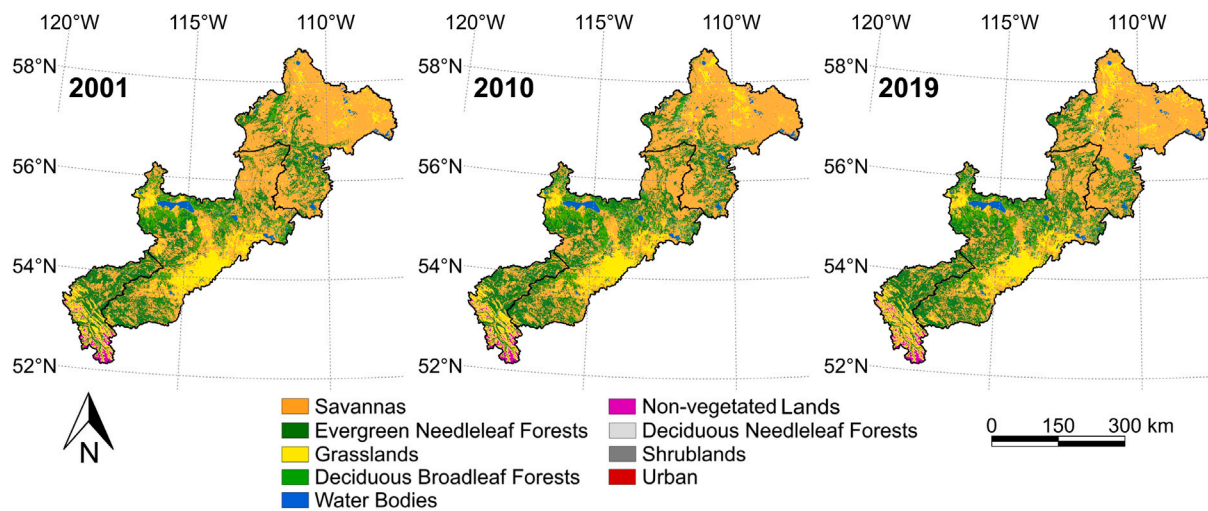 120°W 115°W 110°W 120°W 115°W 110°W 120°W 115°W 110°W
58°N 2001 58°N 2010 58°N 2019
56°N 56°N 56°N
54°N 54°N 54°N
52°N 52°N 52°N
N
Savannas
Evergreen Needleleaf Forests
Grasslands
Deciduous Broadleaf Forests
Water Bodies
Non-vegetated Lands
Deciduous Needleleaf Forests
Shrublands
Urban
0 150 300 km